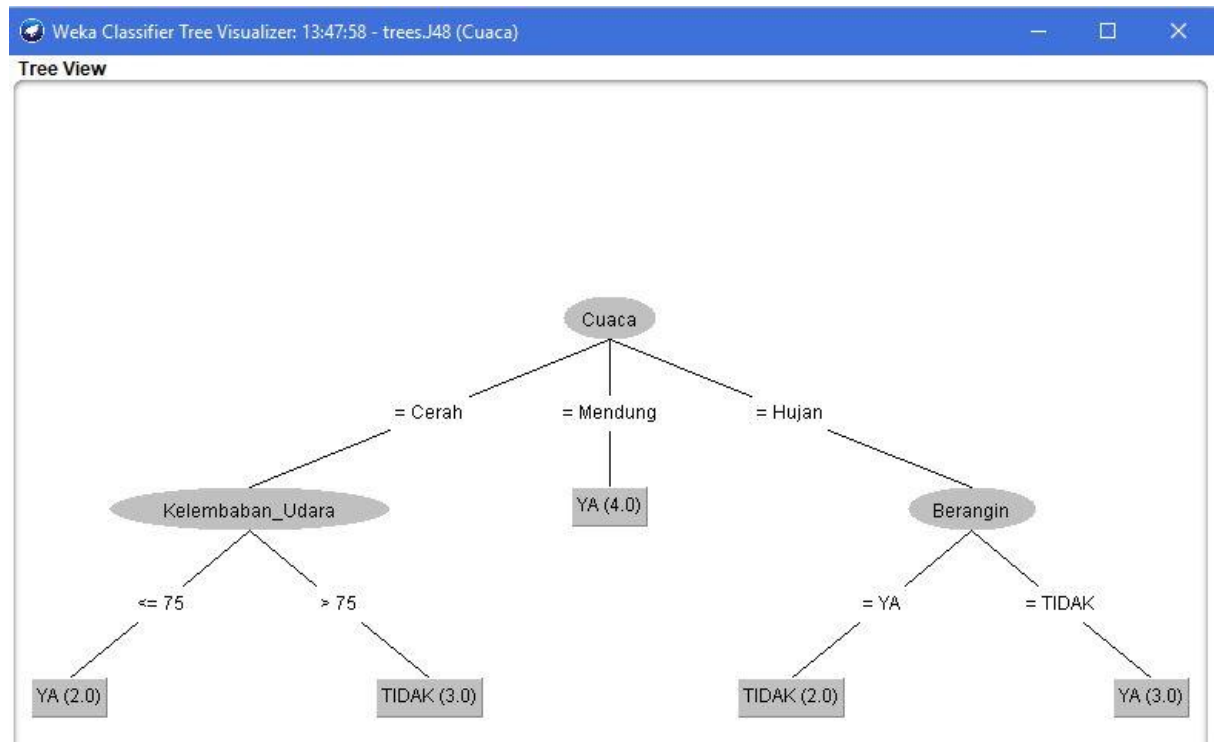 Weka Classifier Tree Visualizer: 13:47:58 - trees.J48 (Cuaca)
Tree View
Cuaca
= Cerah
= Mendung
= Hujan
Kelembaban_Udara
YA (4.0)
Berangin
<= 75
> 75
= YA
= TIDAK
YA (2.0)
TIDAK (3.0)
TIDAK (2.0)
YA (3.0)